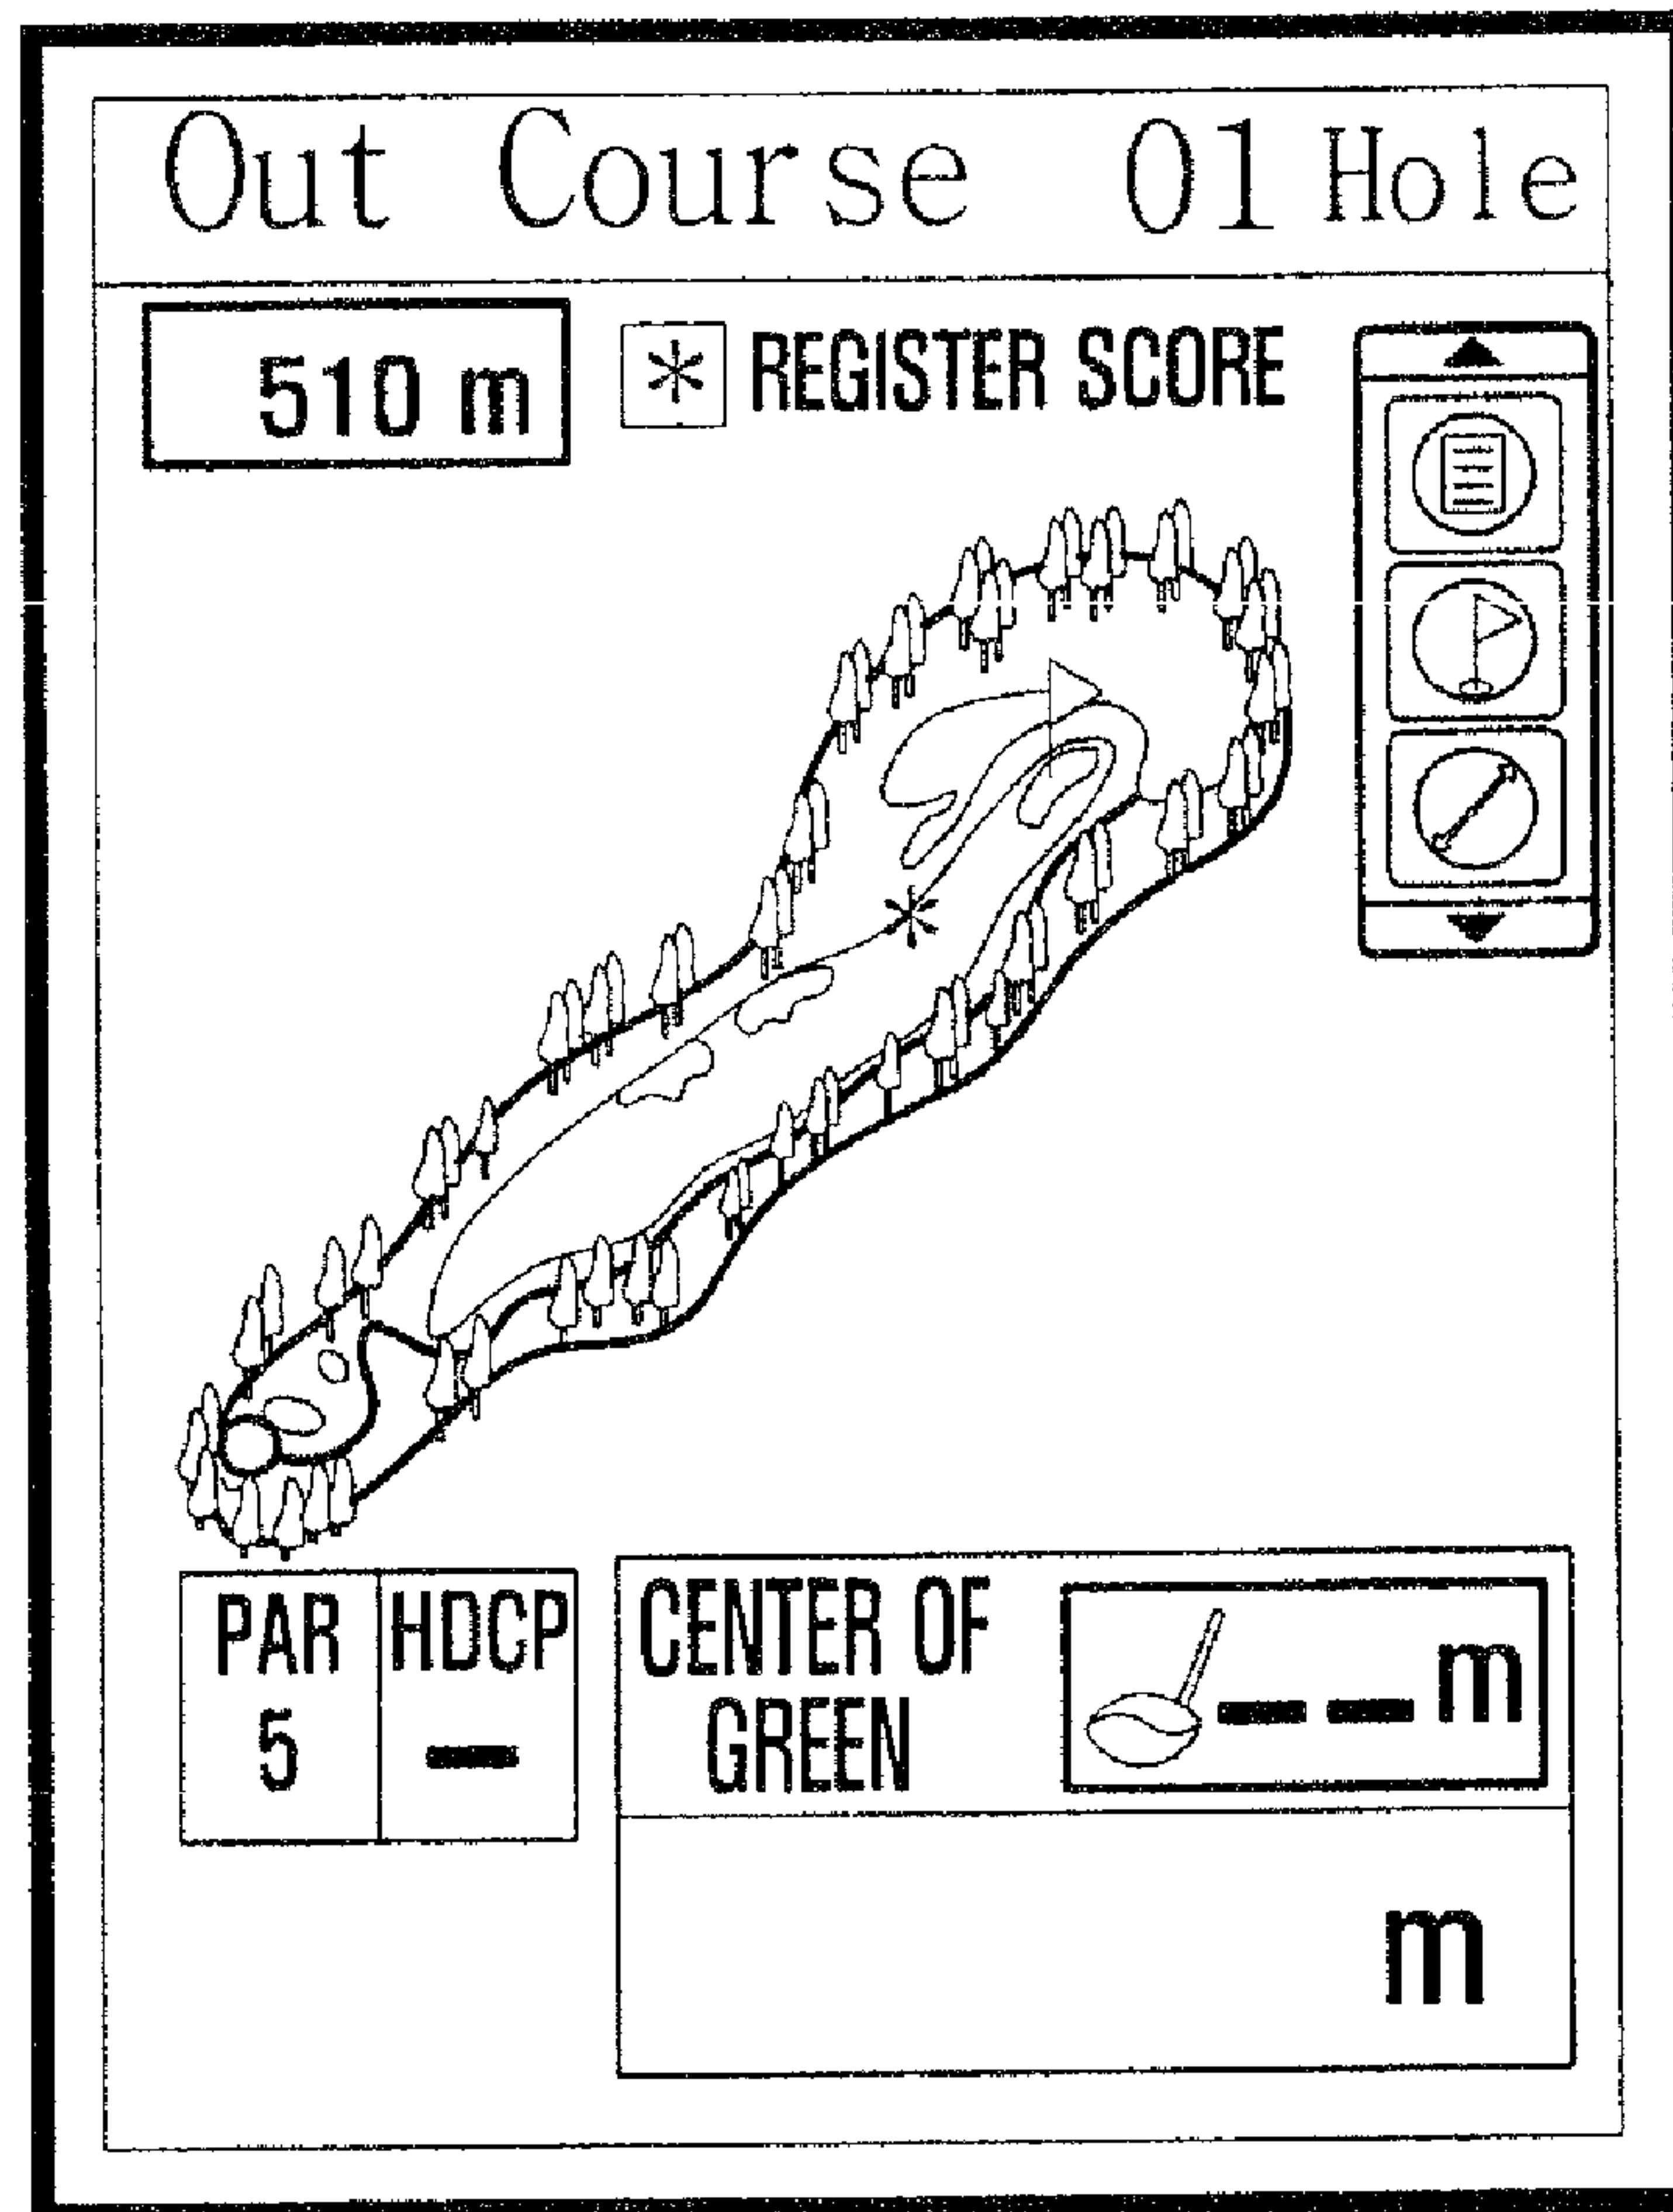 Out Course 01 Hole
510 m
* REGISTER SCORE
PAR
5
HDCP
—
CENTER OF
GREEN
-- m
m